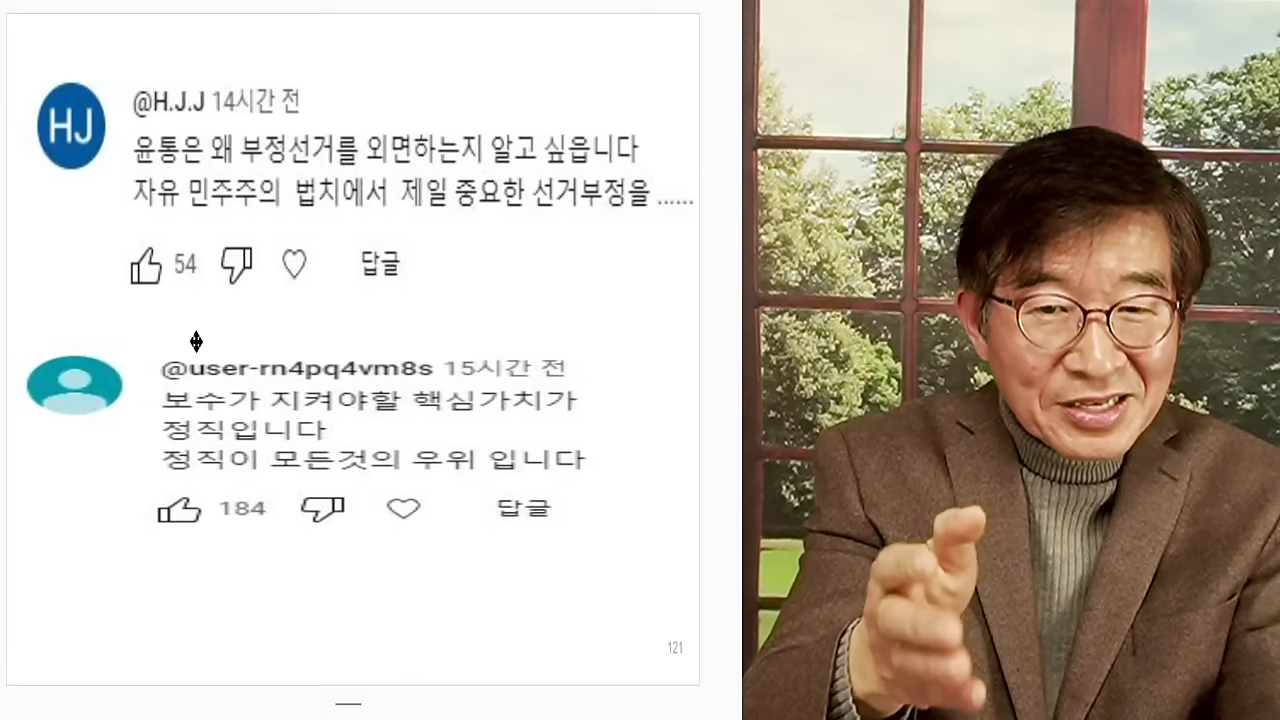 HJ
@H.J.J 14시간 전
윤통은 왜 부정선거를 외면하는지 알고 싶읍니다
자유 민주주의 법치에서 제일 중요한 선거부정을 ......
54 답글
@user-rn4pq4vm8s 15시간 전
보수가 지켜야할 핵심가치가
정직입니다
정직이 모든것의 우위 입니다
184 답글
121